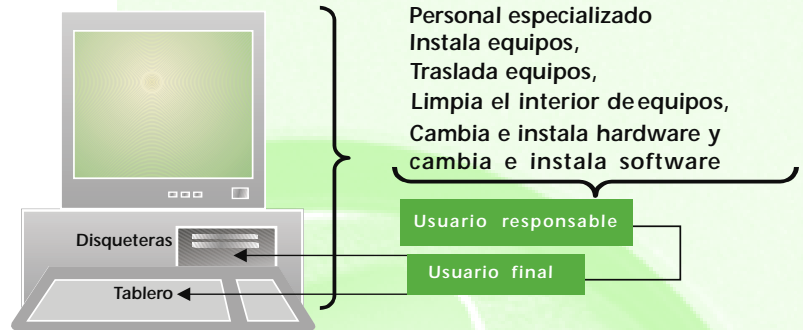 Personal especializado
Instala equipos,
Traslada equipos,
Limpia el interior de equipos,
Cambia e instala hardware y
cambia e instala software
Usuario responsable
Disqueteras
Usuario final
Tablero